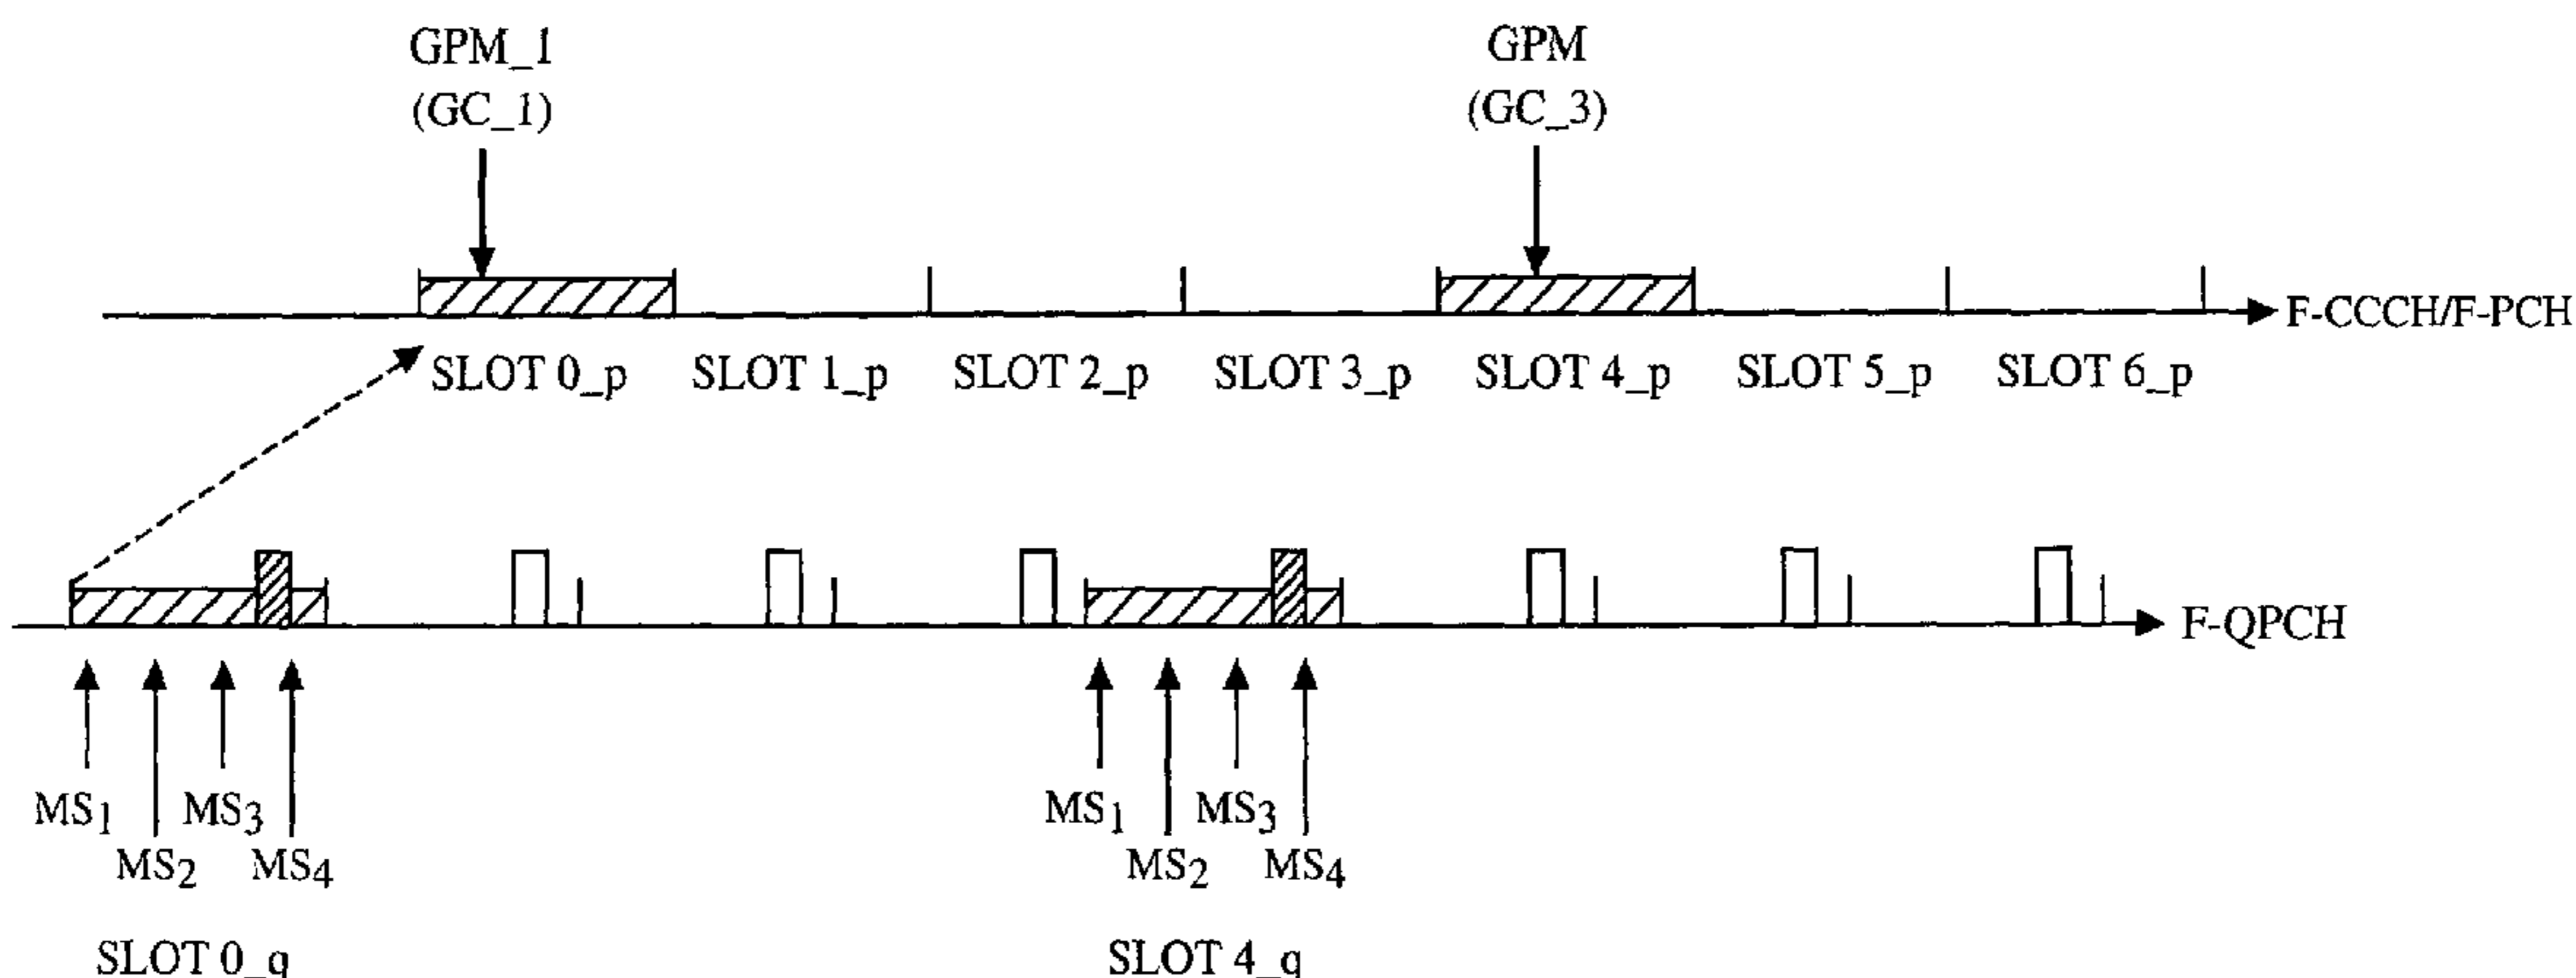 GPM_1
(GC_1)
GPM
(GC_3)
F-CCCH/F-PCH
SLOT 0_p SLOT 1_p SLOT 2_p SLOT 3_p SLOT 4_p SLOT 5_p SLOT 6_p
F-QPCH
MS1 MS3 MS1 MS3
MS2 MS4 MS2 MS4
SLOT 0_q SLOT 4_q